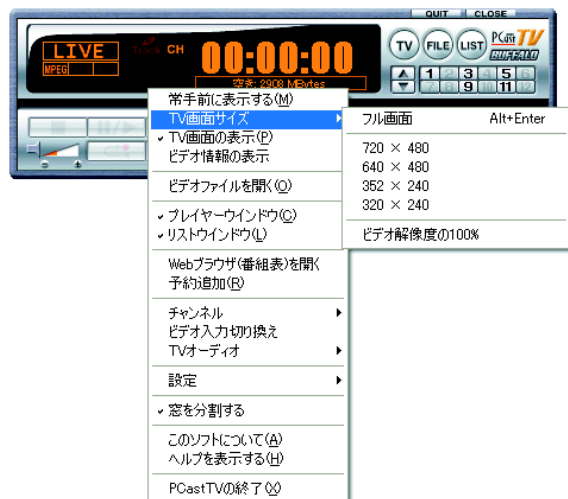 QUIT CLOSE
LIVE Track CH 00:00:00
MPEG
空き: 2908 MBytes
TV FILE LIST PCast TV
BUFFALO
1 2 3 4 5 6
7 8 9 10 11 12
常手前に表示する(M)
TV画面サイズ
TV画面の表示(P)
ビデオ情報の表示
ビデオファイルを開く(O)
プレイヤーウインドウ(C)
リストウインドウ(L)
Webブラウザ(番組表)を開く
予約追加(R)
チャンネル
ビデオ入力切り換え
TVオーディオ
設定
窓を分割する
このソフトについて(A)
ヘルプを表示する(H)
PCastTVの終了(X)
フル画面 Alt+Enter
720 × 480
640 × 480
352 × 240
320 × 240
ビデオ解像度の100%